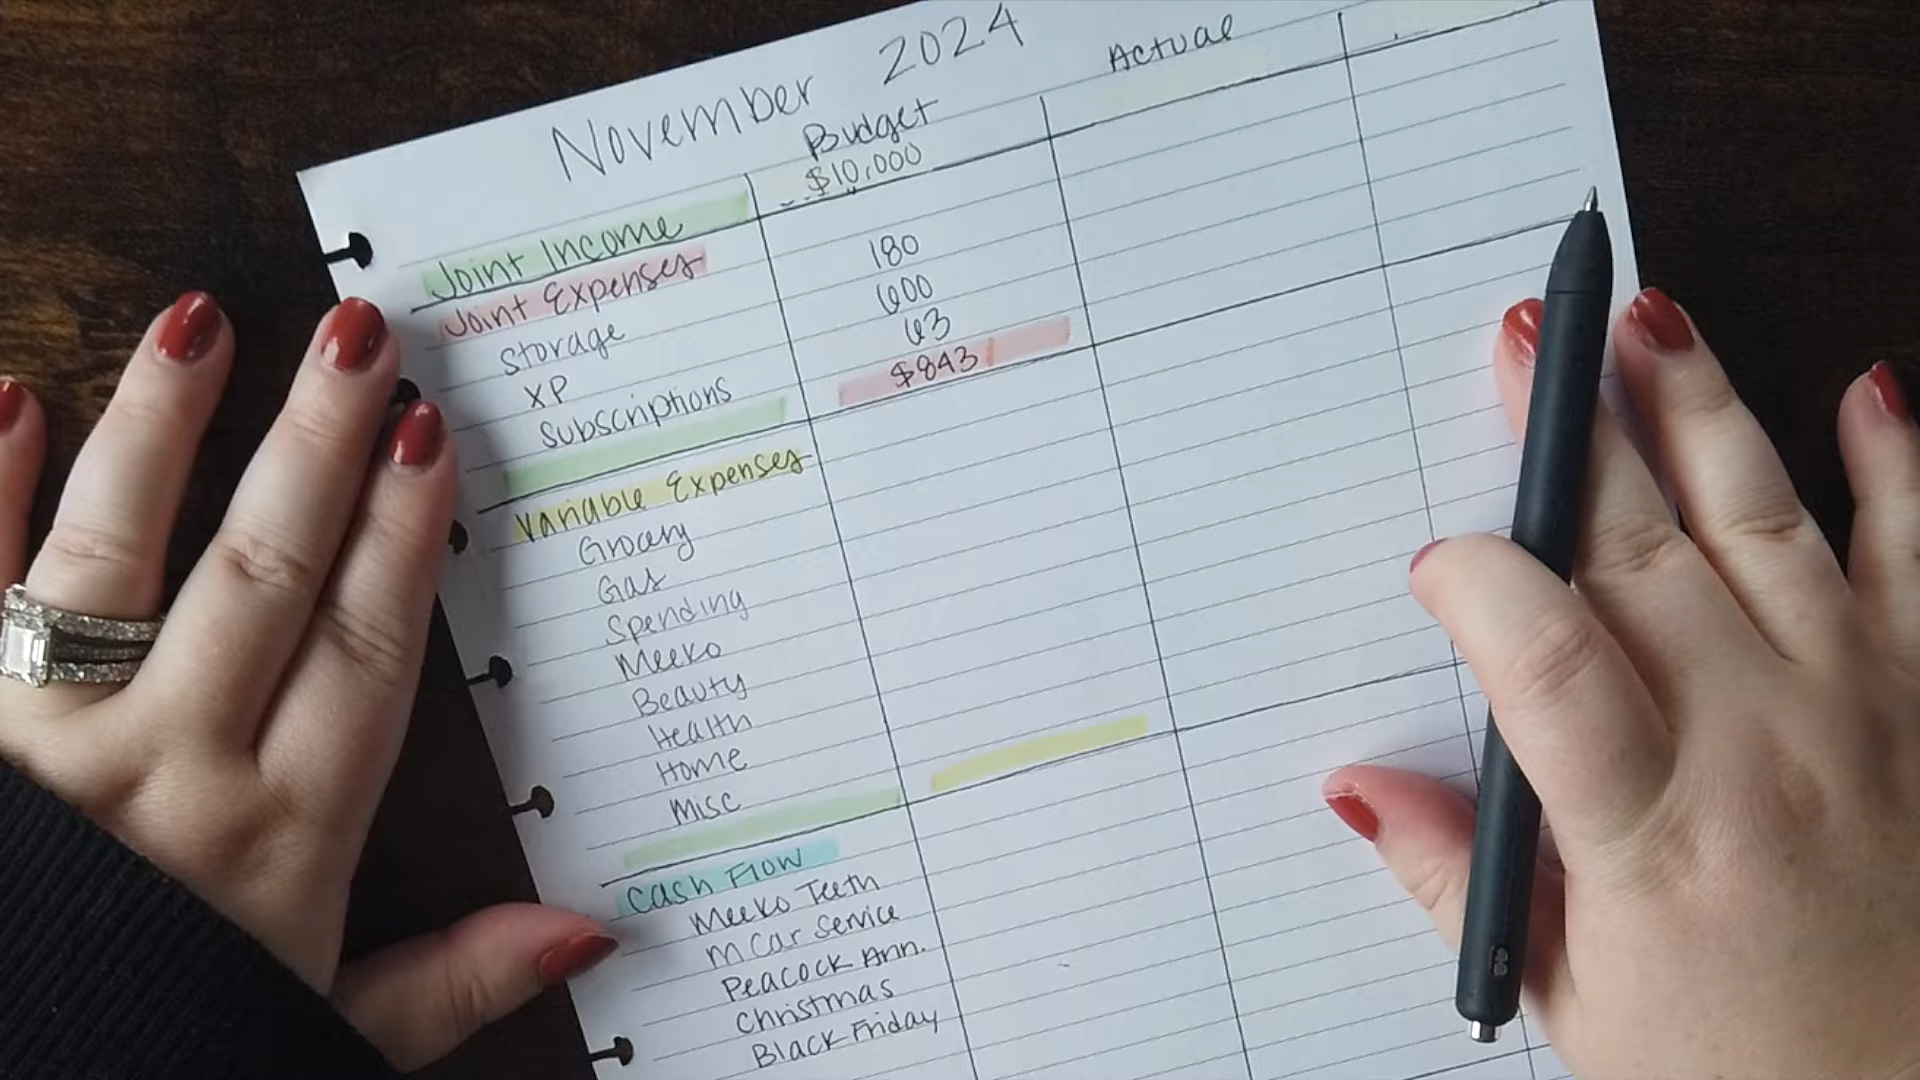 November 2024
Budget
Actual
$10,000
Joint Income
Joint Expenses
Storage 180
XP 600
Subscriptions 63
$843
Variable Expenses
Grocery
Gas
Spending
Meeko
Beauty
Health
Home
Misc
Cash Flow
Meeko Teeth
M Car Service
Peacock Ann.
Christmas
Black Friday